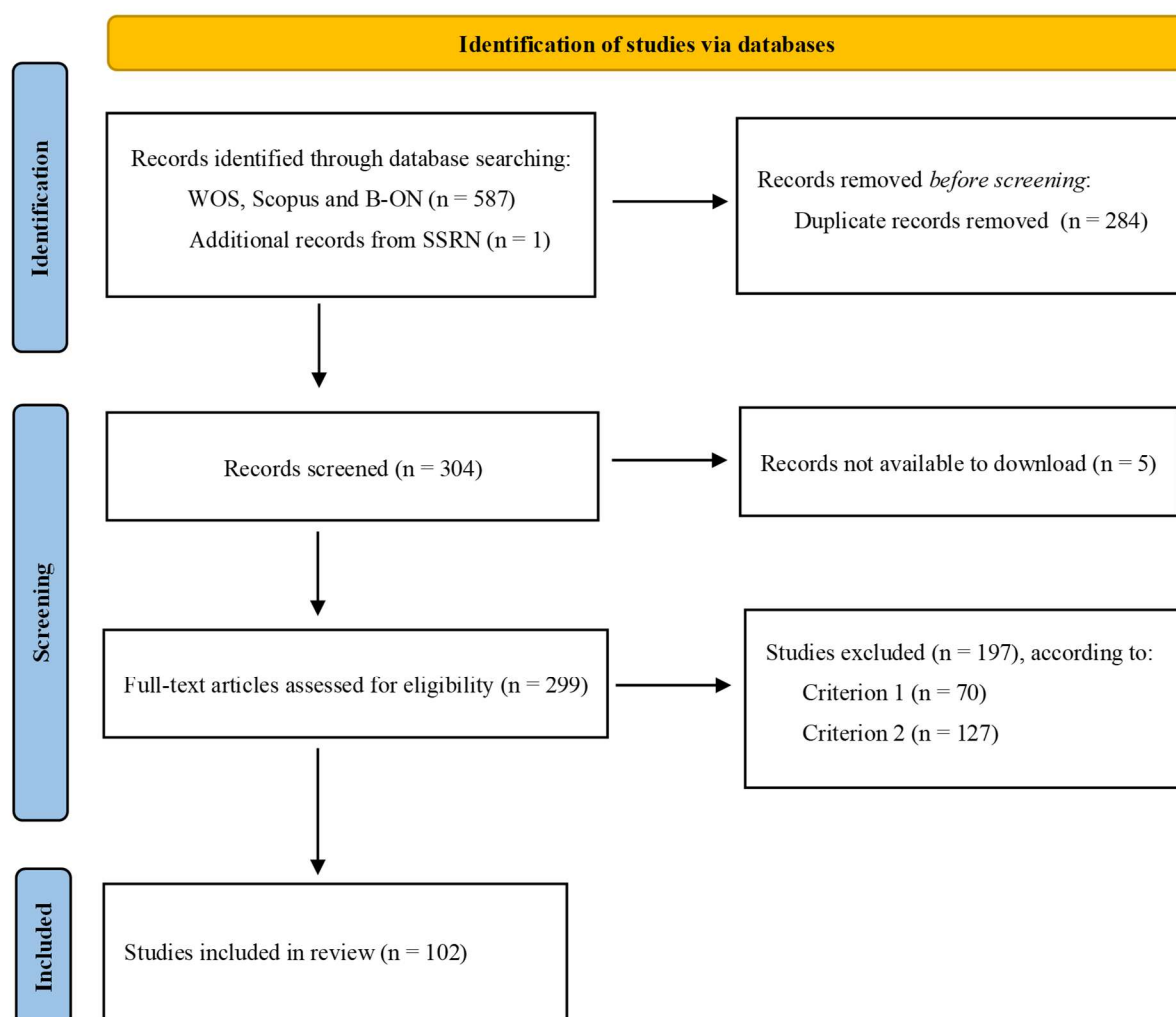 Identification of studies via databases
Identification
Records identified through database searching:
WOS, Scopus and B-ON (n = 587)
Additional records from SSRN (n = 1)
Records removed before screening:
Duplicate records removed (n = 284)
Screening
Records screened (n = 304)
Records not available to download (n = 5)
Full-text articles assessed for eligibility (n = 299)
Studies excluded (n = 197), according to:
Criterion 1 (n = 70)
Criterion 2 (n = 127)
Included
Studies included in review (n = 102)